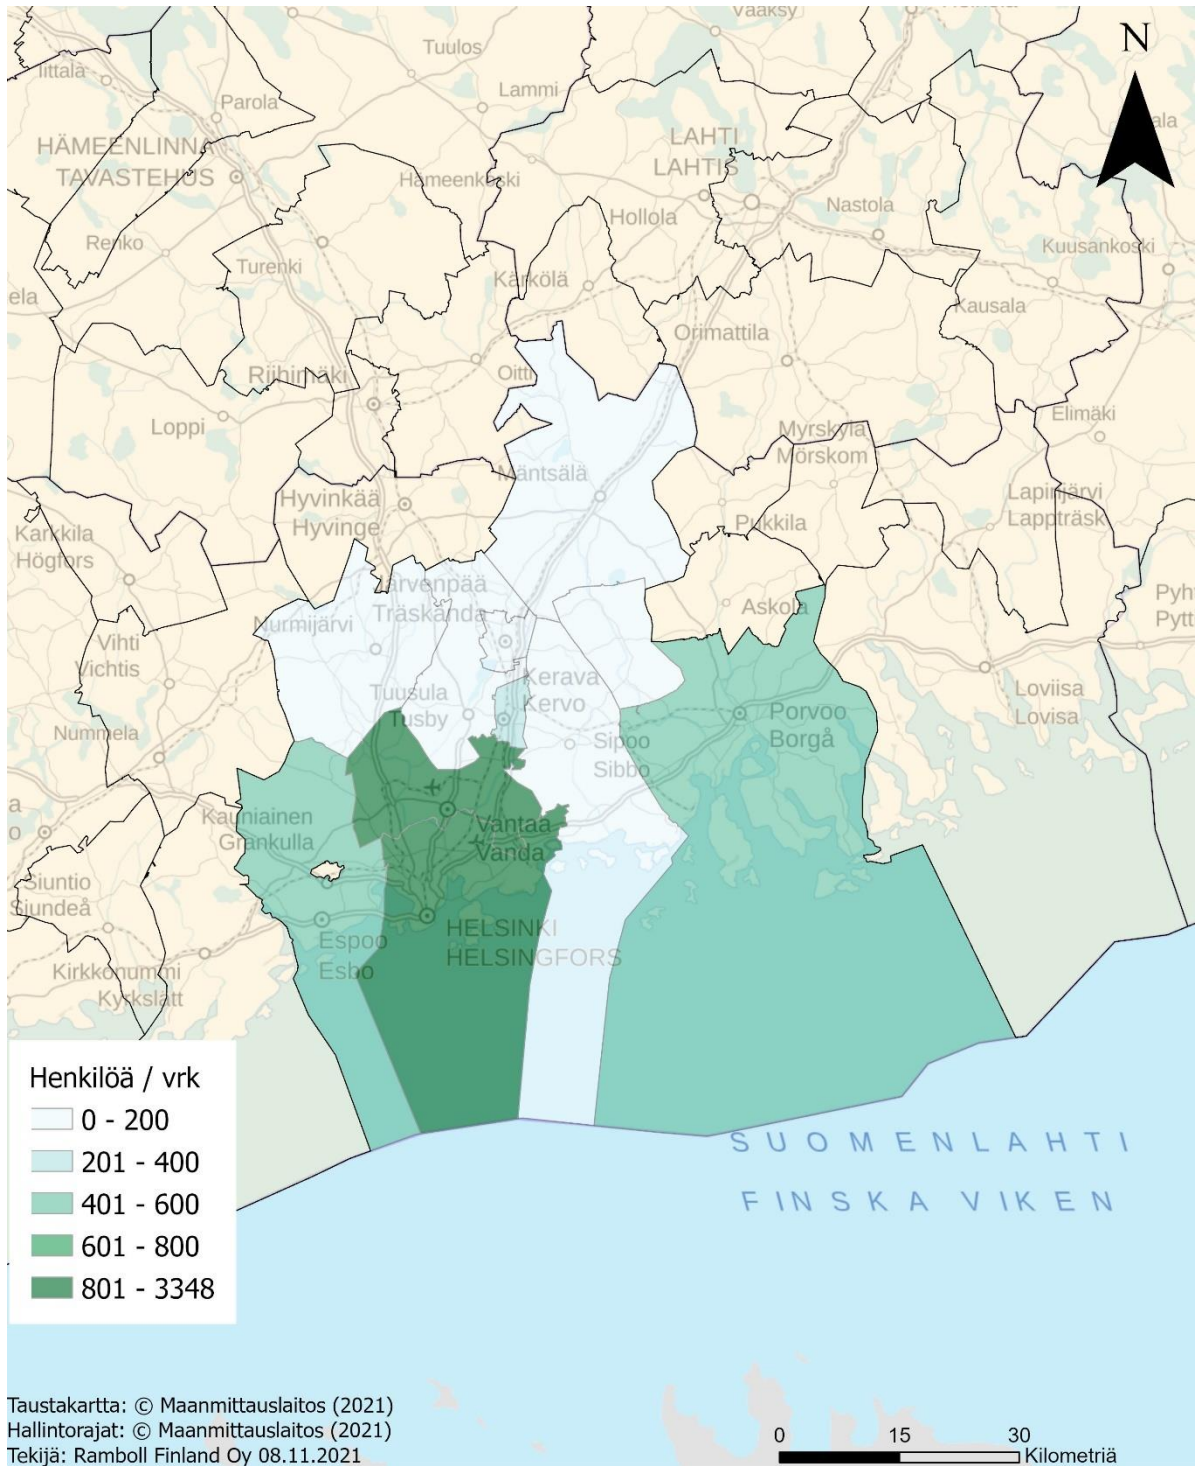 Vääksy
N
Tuulos
Iittala
Lammi
Parola
HÄMEENLINNA
TAVASTEHUS
LAHTI
LAHTIS
Hämeenkoski
Hollola
Nastola
Renko
Turenki
Kuusankoski
Kärkölä
Kausala
Orimattila
Riihimäki
Oitti
Loppi
Elimäki
Myrskylä
Mörskom
Mäntsälä
Hyvinkää
Hyvinge
Lapinjärvi
Lappträsk
Karkkila
Högfors
Pukkila
Järvenpää
Träskända
Askola
Nurmijärvi
Vihti
Vichtis
Kerava
Kervo
Tuusula
Tusby
Loviisa
Lovisa
Porvoo
Borgå
Nummela
Sipoo
Sibbo
Kauniainen
Grankulla
Vantaa
Vanda
Siuntio
Siundeå
HELSINKI
HELSINGFORS
Espoo
Esbo
Kirkkonummi
Kyrkslätt
Henkilöä / vrk
0 - 200
201 - 400
401 - 600
601 - 800
801 - 3348
SUOMENLAHTI
FINSKA VIKEN
Taustakartta: © Maanmittauslaitos (2021)
Hallintorajat: © Maanmittauslaitos (2021)
Tekijä: Ramboll Finland Oy 08.11.2021
0 15 30
Kilometriä